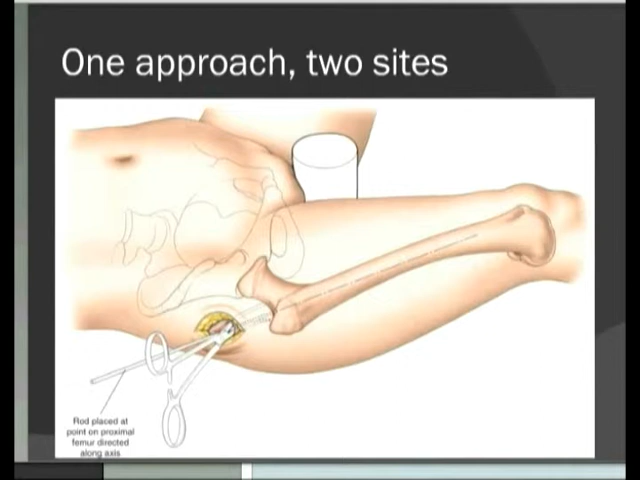 One approach, two sites
Rod placed at
point on proximal
femur directed
along axis